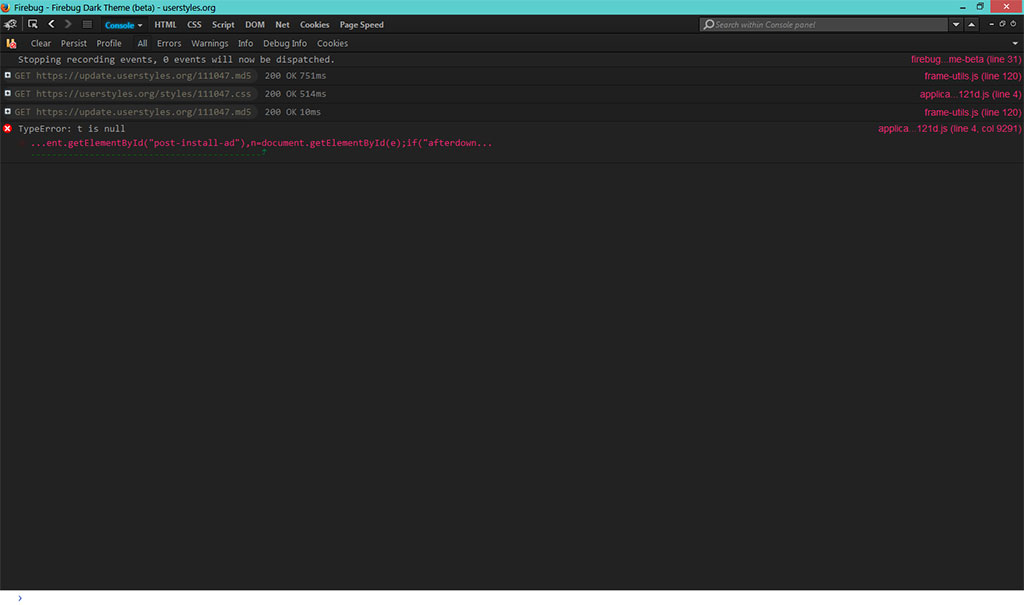 Firebug - Firebug Dark Theme (beta) - userstyles.org
Console HTML CSS Script DOM Net Cookies Page Speed Search within Console panel
Clear Persist Profile All Errors Warnings Info Debug Info Cookies
Stopping recording events, 0 events will now be dispatched. firebug...me-beta (line 31)
GET https://update.userstyles.org/111047.md5 200 OK 751ms frame-utils.js (line 120)
GET https://userstyles.org/styles/111047.css 200 OK 514ms applica...121d.js (line 4)
GET https://update.userstyles.org/111047.md5 200 OK 10ms frame-utils.js (line 120)
TypeError: t is null applica...121d.js (line 4, col 9291)
...ent.getElementById("post-install-ad"),n=document.getElementById(e);if("afterdown...